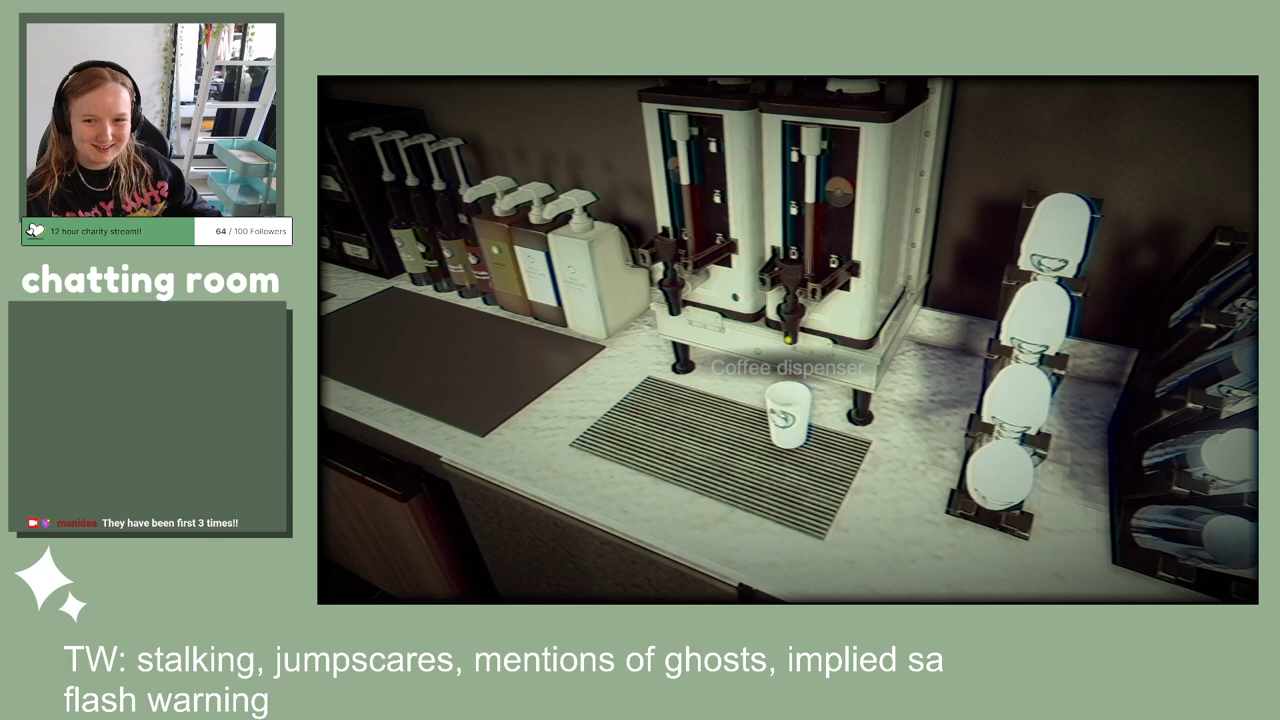 12 hour charity stream!!
64 / 100 Followers
chatting room
manidea They have been first 3 times!!
Coffee dispenser
TW: stalking, jumpscares, mentions of ghosts, implied sa
flash warning